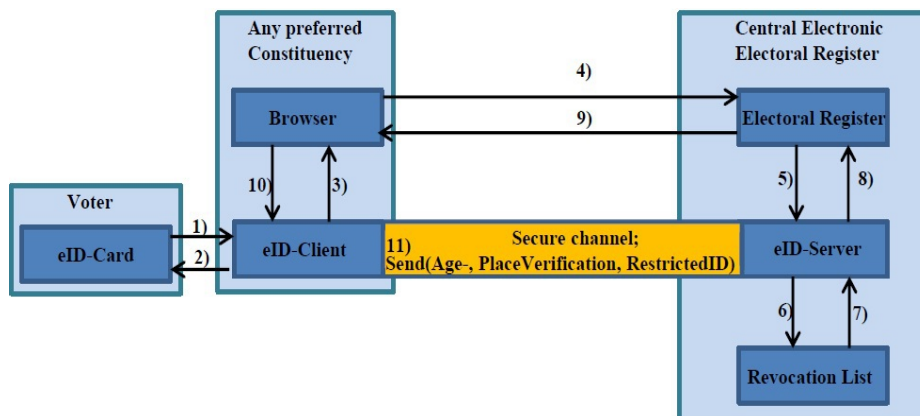 Any preferred
Constituency
Central Electronic
Electoral Register
4)
Browser
Electoral Register
9)
10)
3)
5)
8)
Voter
1)
eID-Card
2)
eID-Client
11)
Secure channel;
Send(Age-, PlaceVerification, RestrictedID)
eID-Server
6)
7)
Revocation List